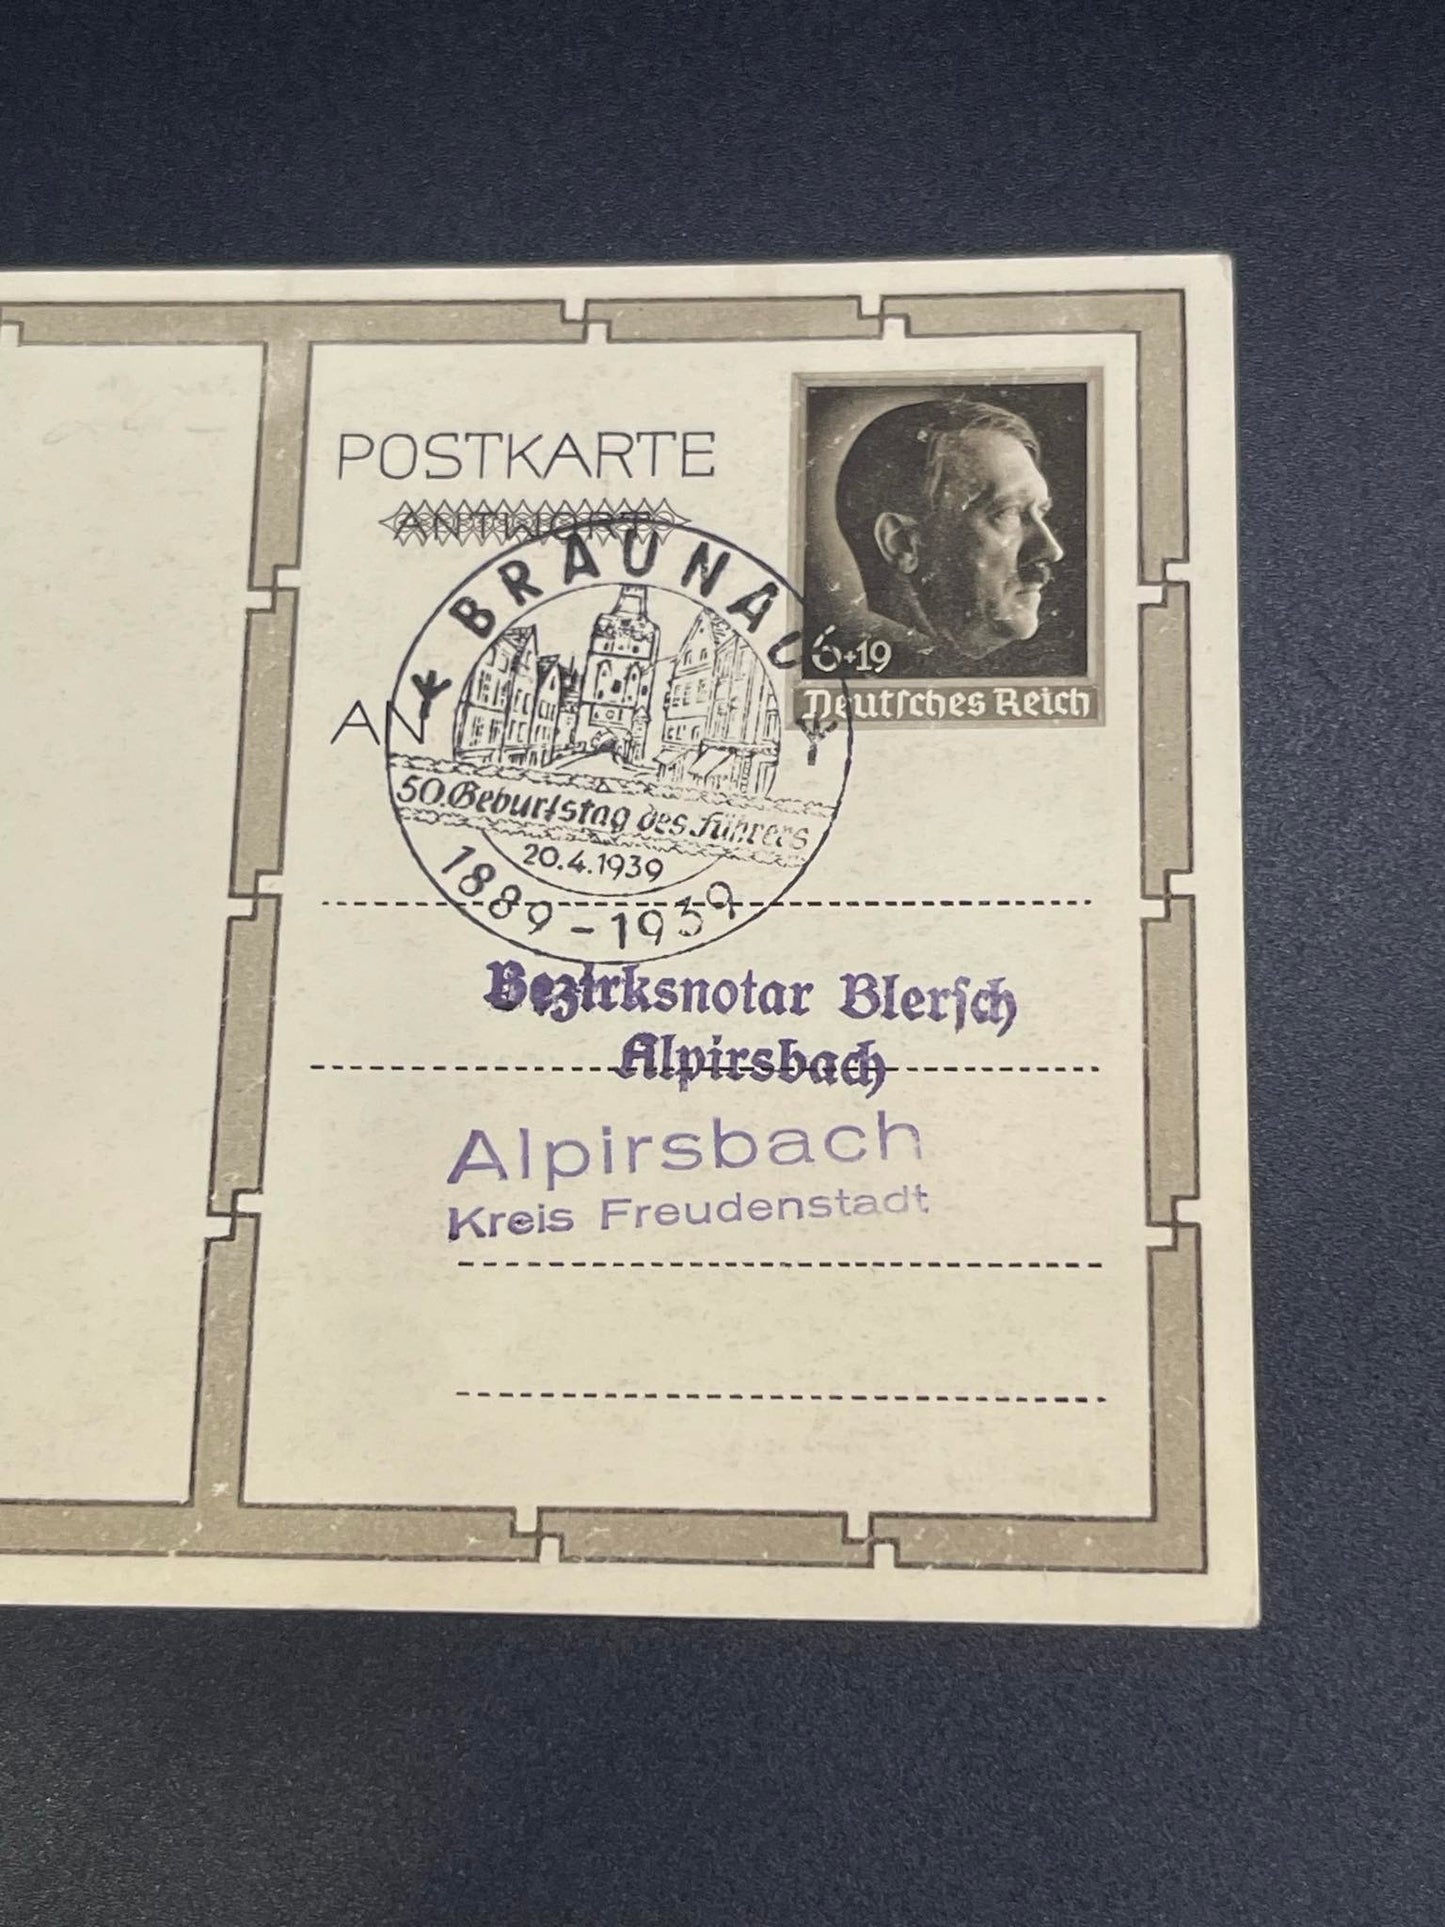 POSTKARTE
ANTWORT
6+19
Deutsches Reich
BRAUNAU
AN
50. Geburtstag des Führers
20.4.1939
1889-1939
Bezirksnotar Blersch
Alpirsbach
Alpirsbach
Kreis Freudenstadt